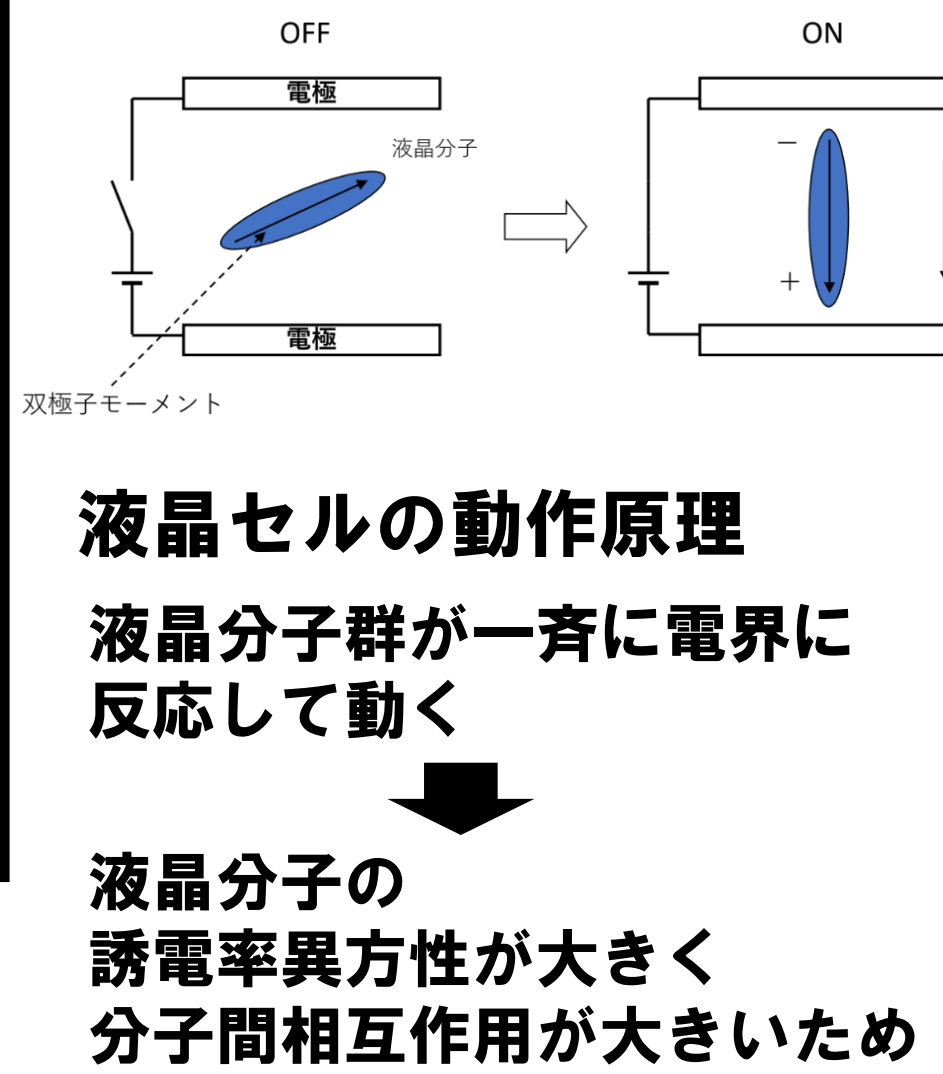 OFF
ON
電極
液晶分子
−
+
電極
双極子モーメント
液晶セルの動作原理
液晶分子群が一斉に電界に
反応して動く
液晶分子の
誘電率異方性が大きく
分子間相互作用が大きいため